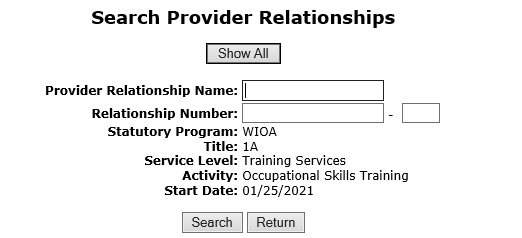 Search Provider Relationships
Show All
Provider Relationship Name:
Relationship Number: -
Statutory Program: WIOA
Title: 1A
Service Level: Training Services
Activity: Occupational Skills Training
Start Date: 01/25/2021
Search Return